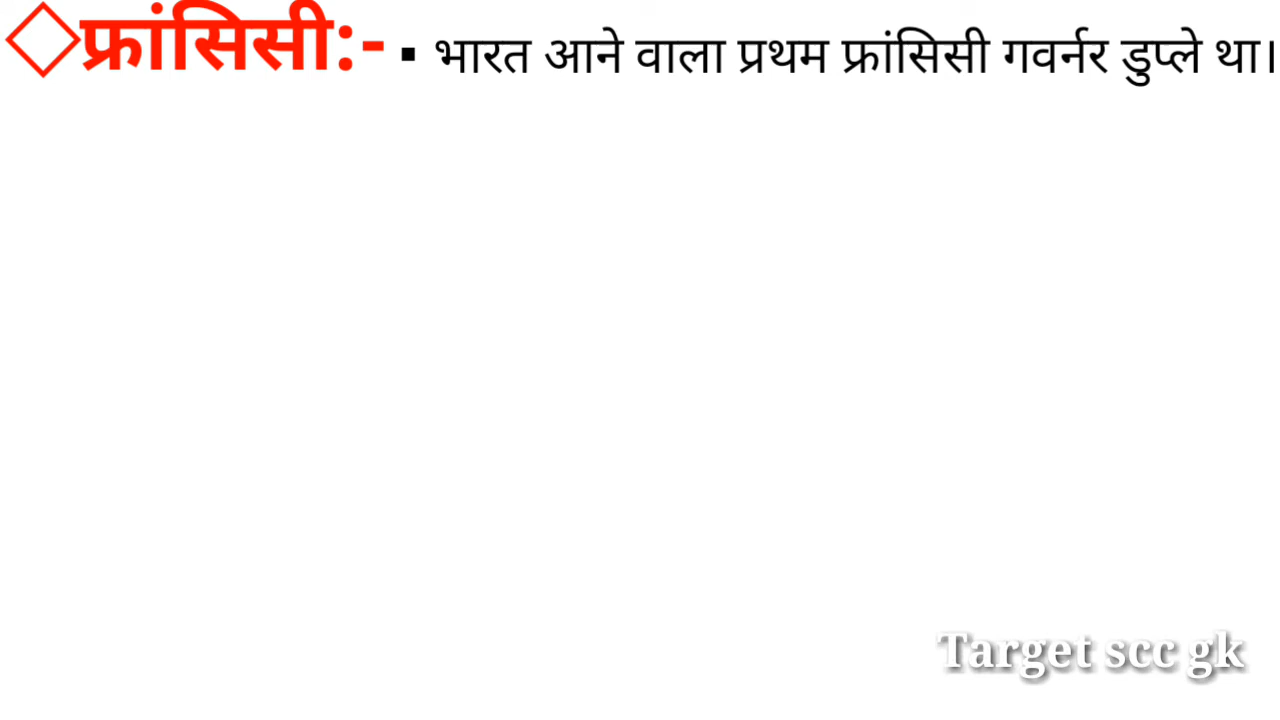 ◇फ्रांसिसी:- ▪ भारत आने वाला प्रथम फ्रांसिसी गवर्नर डुप्ले था।
Target scc gk